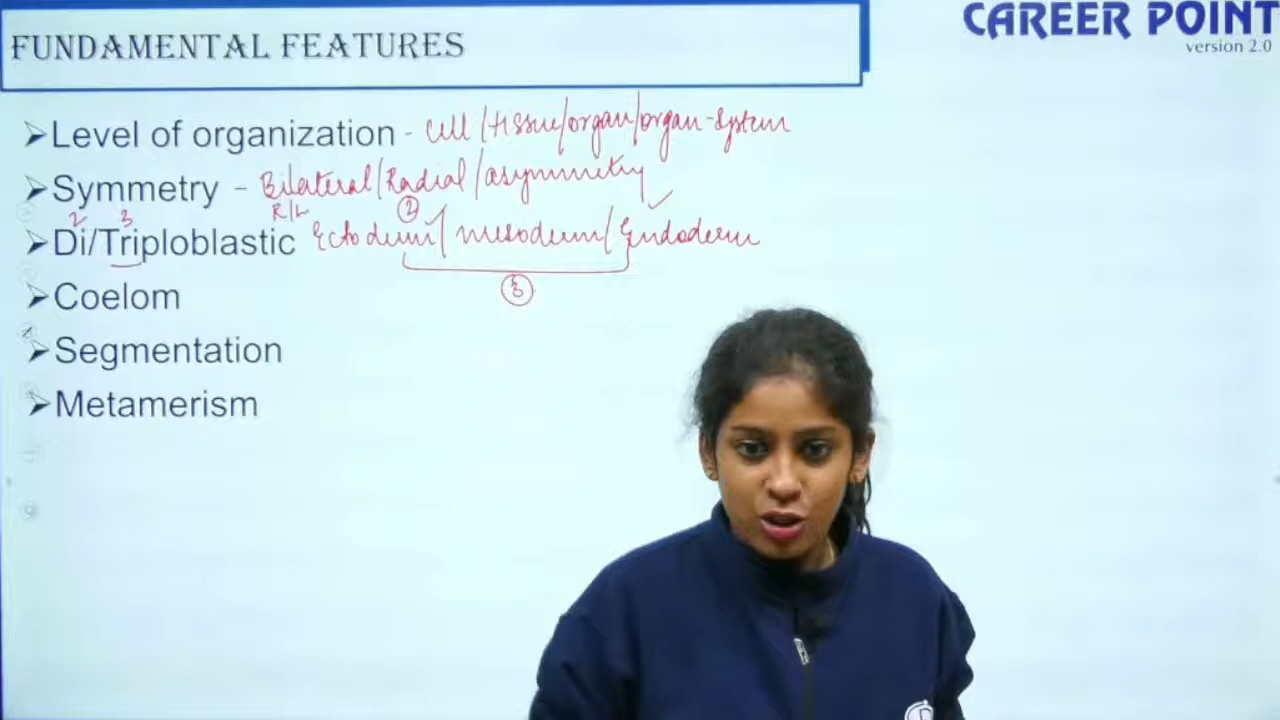 CAREER POINT
version 2.0
FUNDAMENTAL FEATURES
➤Level of organization - Cell / tissue/organ/organ-system
➤Symmetry - Bilateral/Radial/asymmetry
R/L 2
2 3
➤Di/Triploblastic Ectoderm/mesoderm/Endoderm
3
➤Coelom
➤Segmentation
➤Metamerism